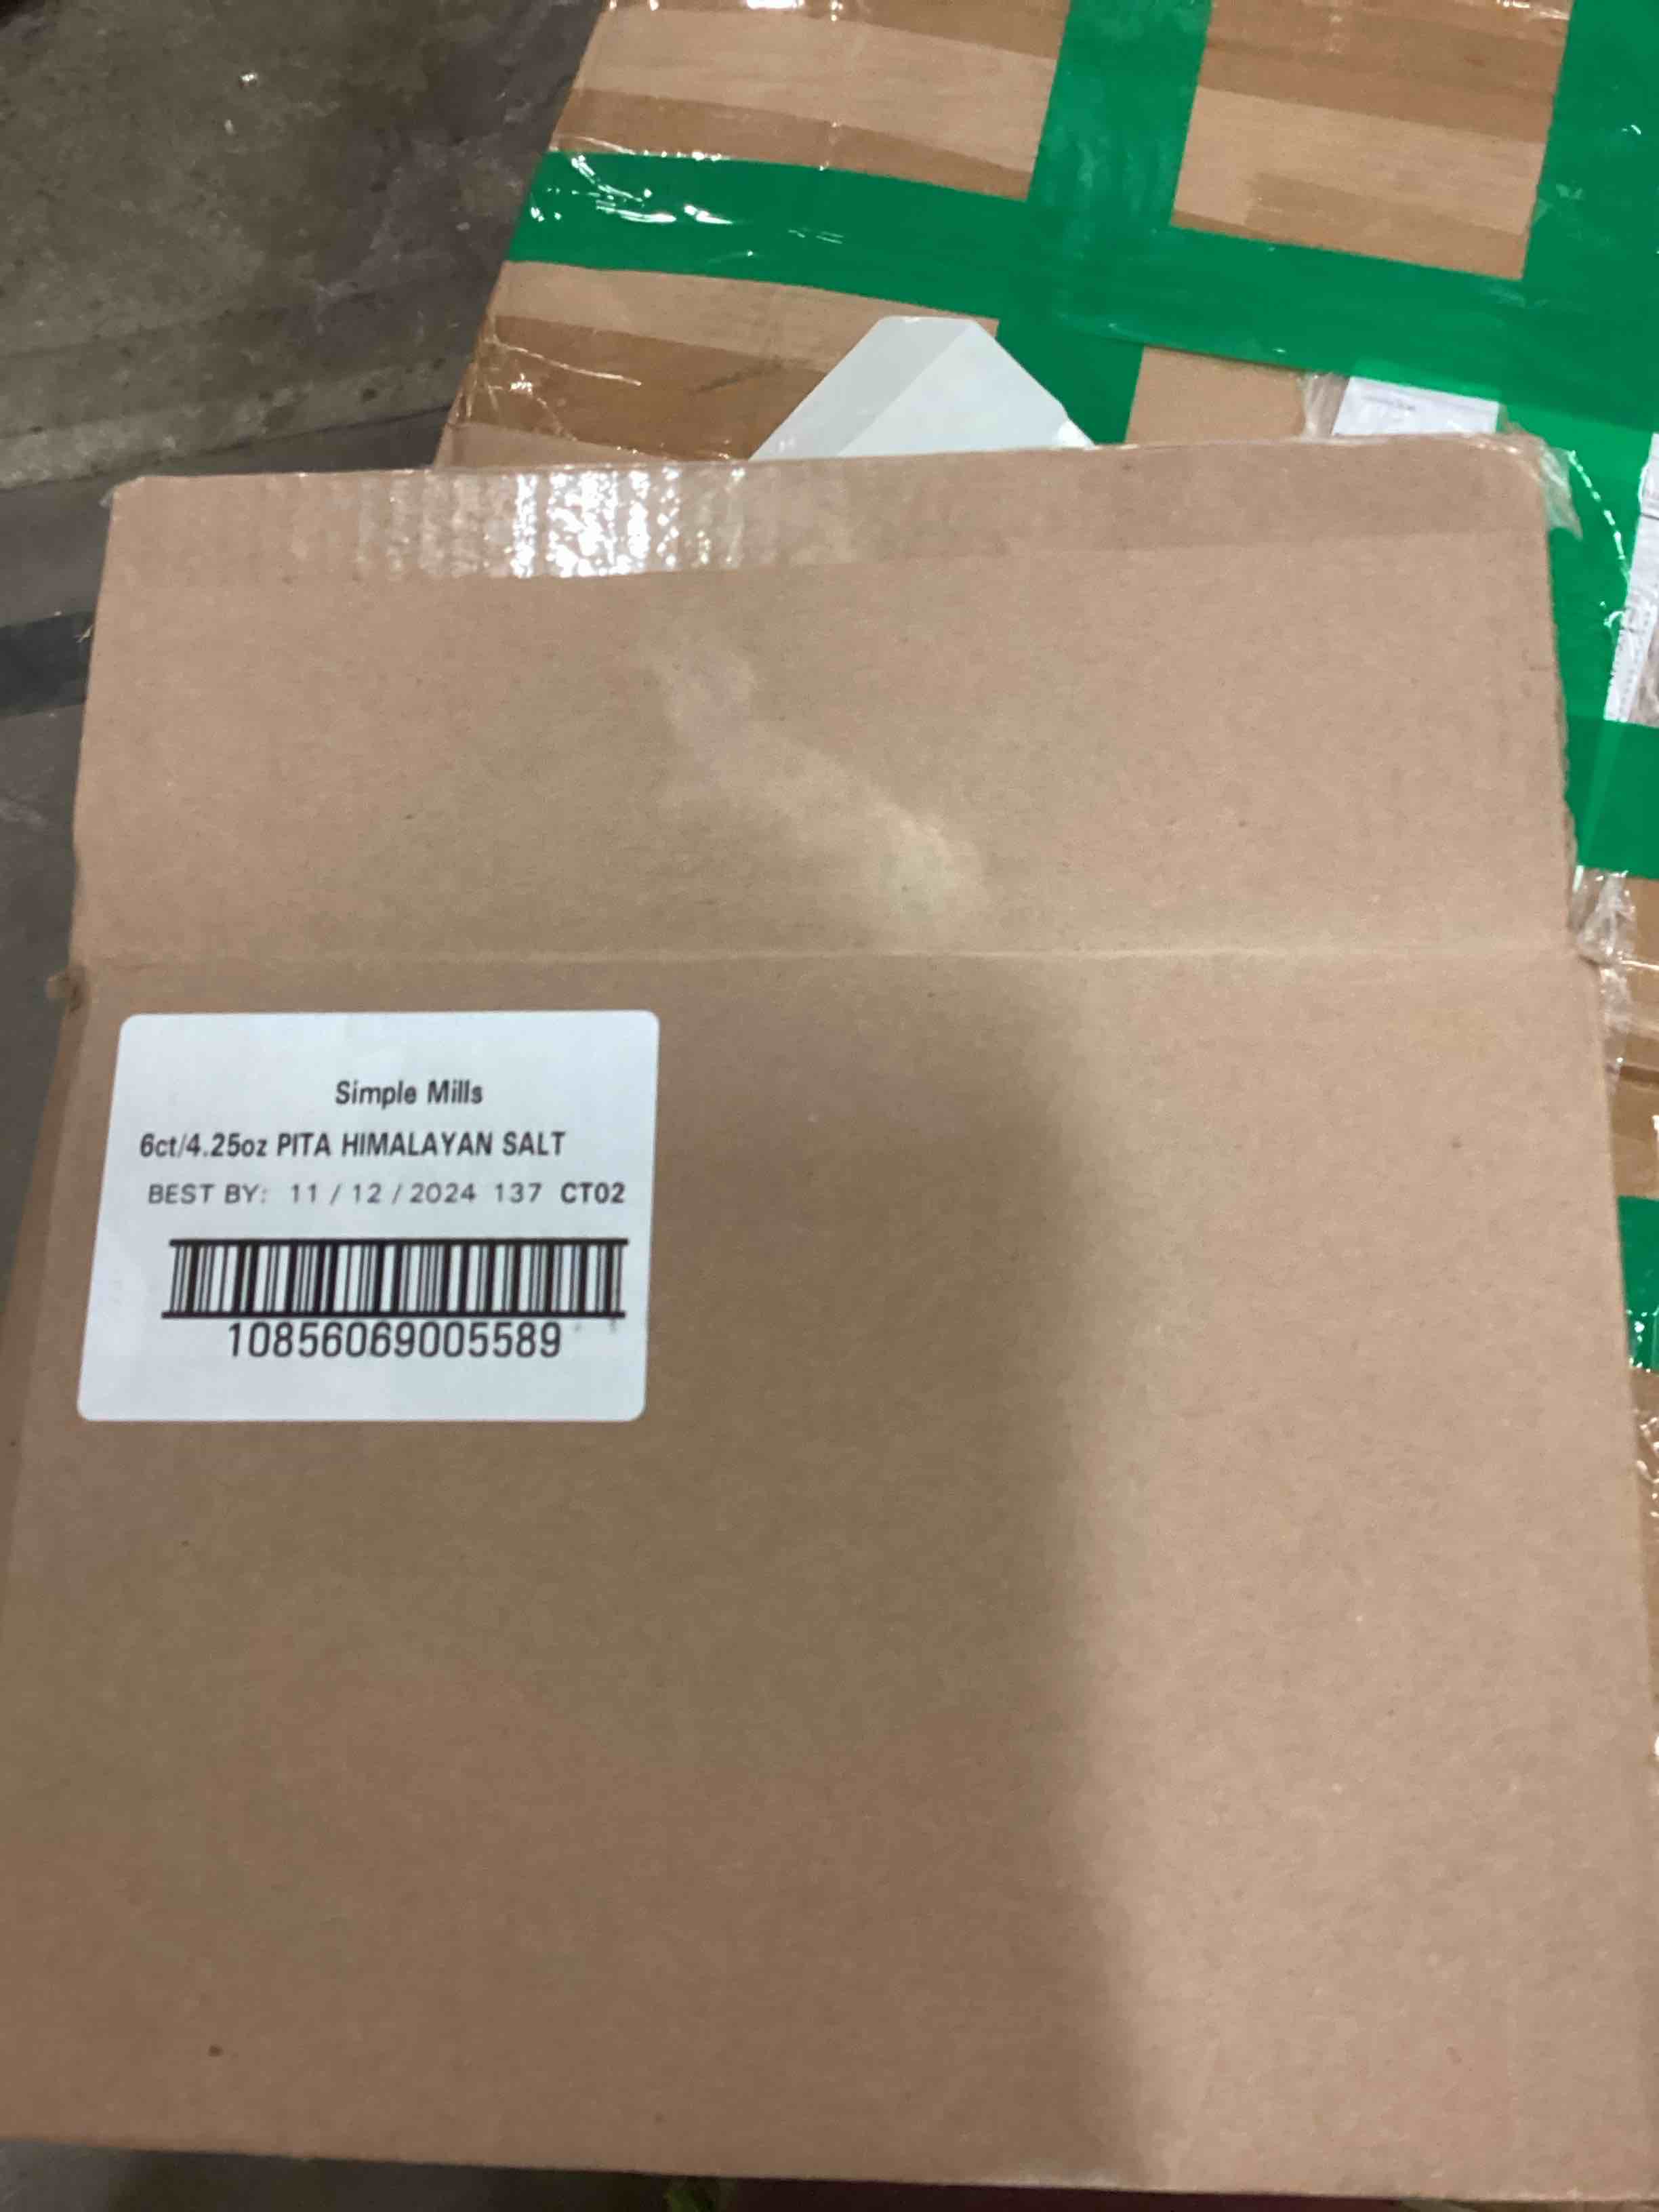 Simple Mills
6ct/4.25oz PITA HIMALAYAN SALT
BEST BY: 11 / 12 / 2024 137 CT02
10856069005589